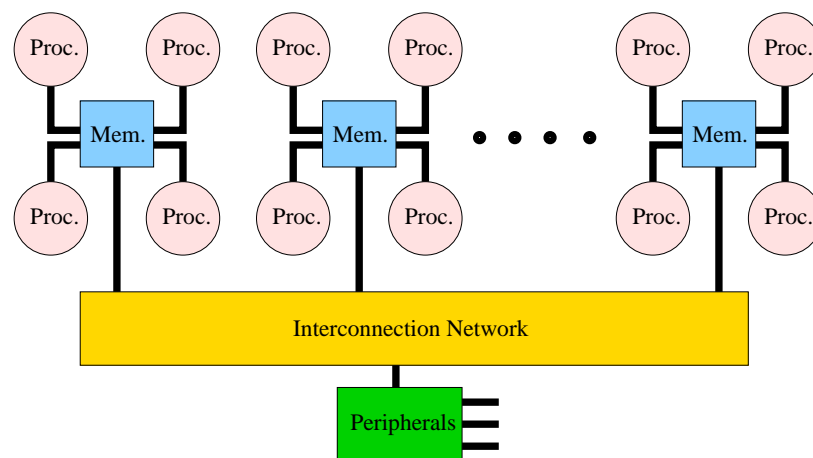 Proc. Proc. Proc. Proc. Proc. Proc.
Mem. Mem. Mem.
Proc. Proc. Proc. Proc. Proc. Proc.
Interconnection Network
Peripherals